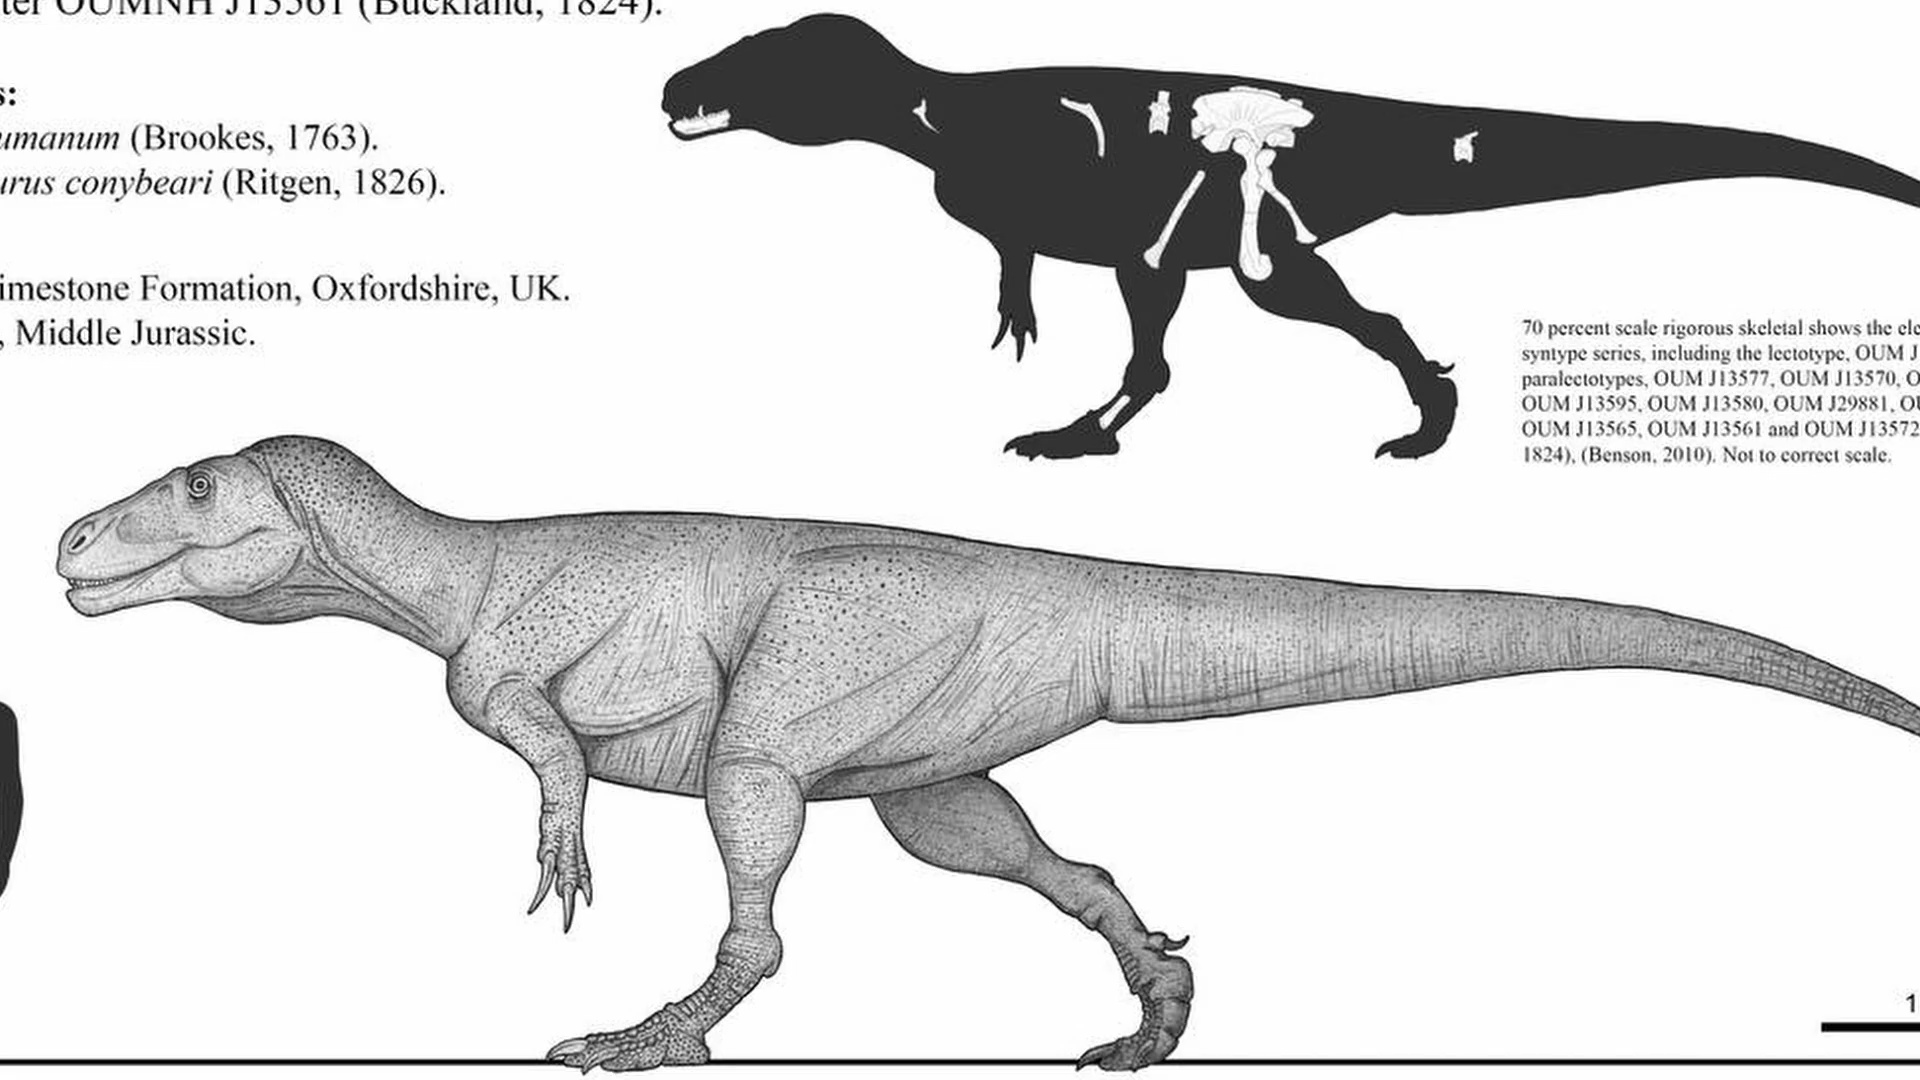 ter OUMNH J13561 (Buckland, 1824).
s:
umanum (Brookes, 1763).
urus conybeari (Ritgen, 1826).
imestone Formation, Oxfordshire, UK.
, Middle Jurassic.
70 percent scale rigorous skeletal shows the ele
syntype series, including the lectotype, OUM J
paralectotypes, OUM J13577, OUM J13570, O
OUM J13595, OUM J13580, OUM J29881, OU
OUM J13565, OUM J13561 and OUM J13572
1824), (Benson, 2010). Not to correct scale.
1